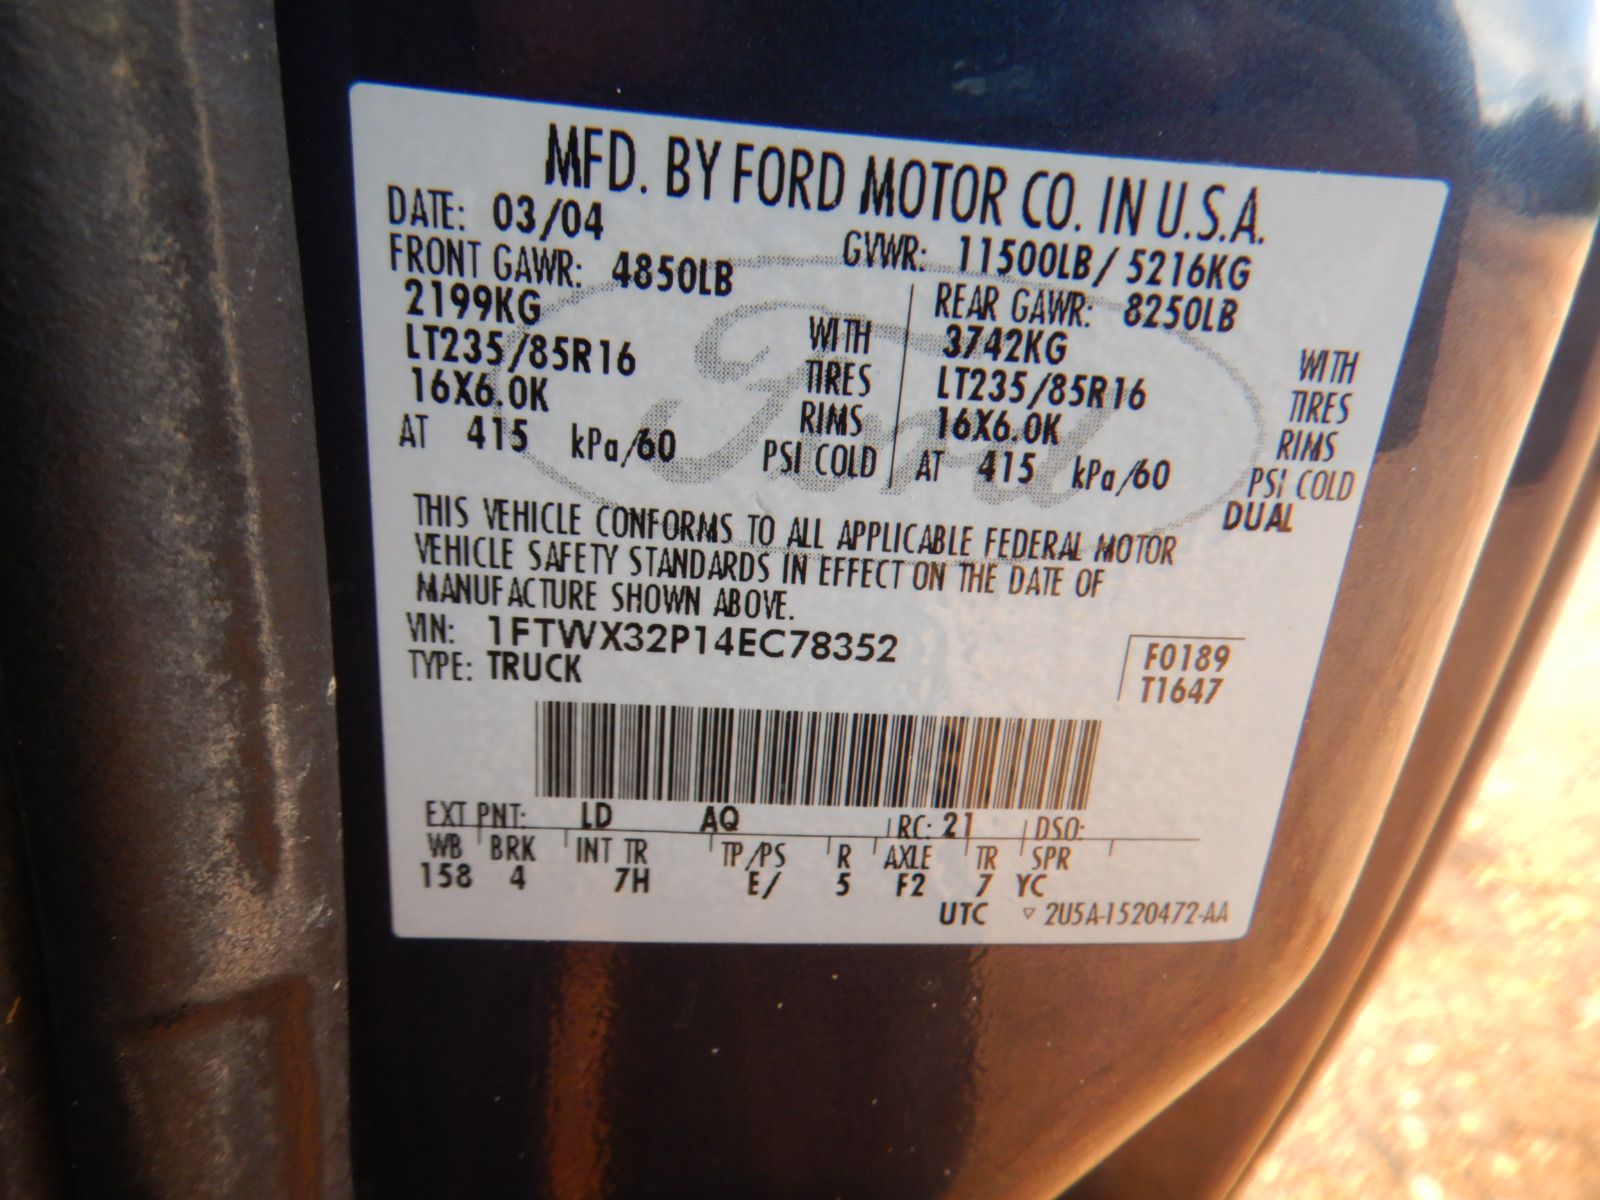 MFD. BY FORD MOTOR CO. IN U.S.A.
DATE: 03/04 GVWR: 11500LB / 5216KG
FRONT GAWR: 4850LB REAR GAWR: 8250LB
2199KG WITH 3742KG WITH
LT235/85R16 TIRES LT235/85R16 TIRES
16X6.0K RIMS 16X6.0K RIMS
AT 415 kPa/60 PSI COLD AT 415 kPa/60 PSI COLD
DUAL
Ford
THIS VEHICLE CONFORMS TO ALL APPLICABLE FEDERAL MOTOR
VEHICLE SAFETY STANDARDS IN EFFECT ON THE DATE OF
MANUFACTURE SHOWN ABOVE.
VIN: 1FTWX32P14EC78352 F0189
TYPE: TRUCK T1647
EXT PNT: LD AQ RC: 21 DSO:
WB BRK INT TR TP/PS R AXLE TR SPR
158 4 7H E/ 5 F2 7 YC
UTC ▽ 2U5A-1520472-AA